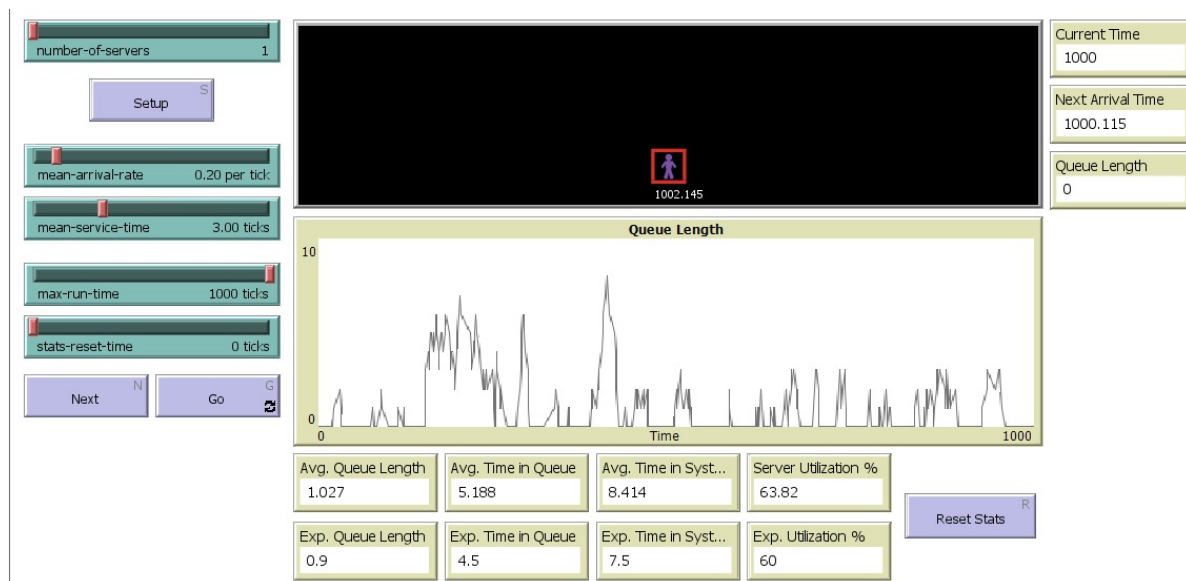 number-of-servers 1
S
Setup
mean-arrival-rate 0.20 per tick
mean-service-time 3.00 ticks
max-run-time 1000 ticks
stats-reset-time 0 ticks
N
Next
G
Go
1002.145
Current Time
1000
Next Arrival Time
1000.115
Queue Length
0
Queue Length
10
0
0 Time 1000
Avg. Queue Length
1.027
Avg. Time in Queue
5.188
Avg. Time in Syst...
8.414
Server Utilization %
63.82
Exp. Queue Length
0.9
Exp. Time in Queue
4.5
Exp. Time in Syst...
7.5
Exp. Utilization %
60
R
Reset Stats